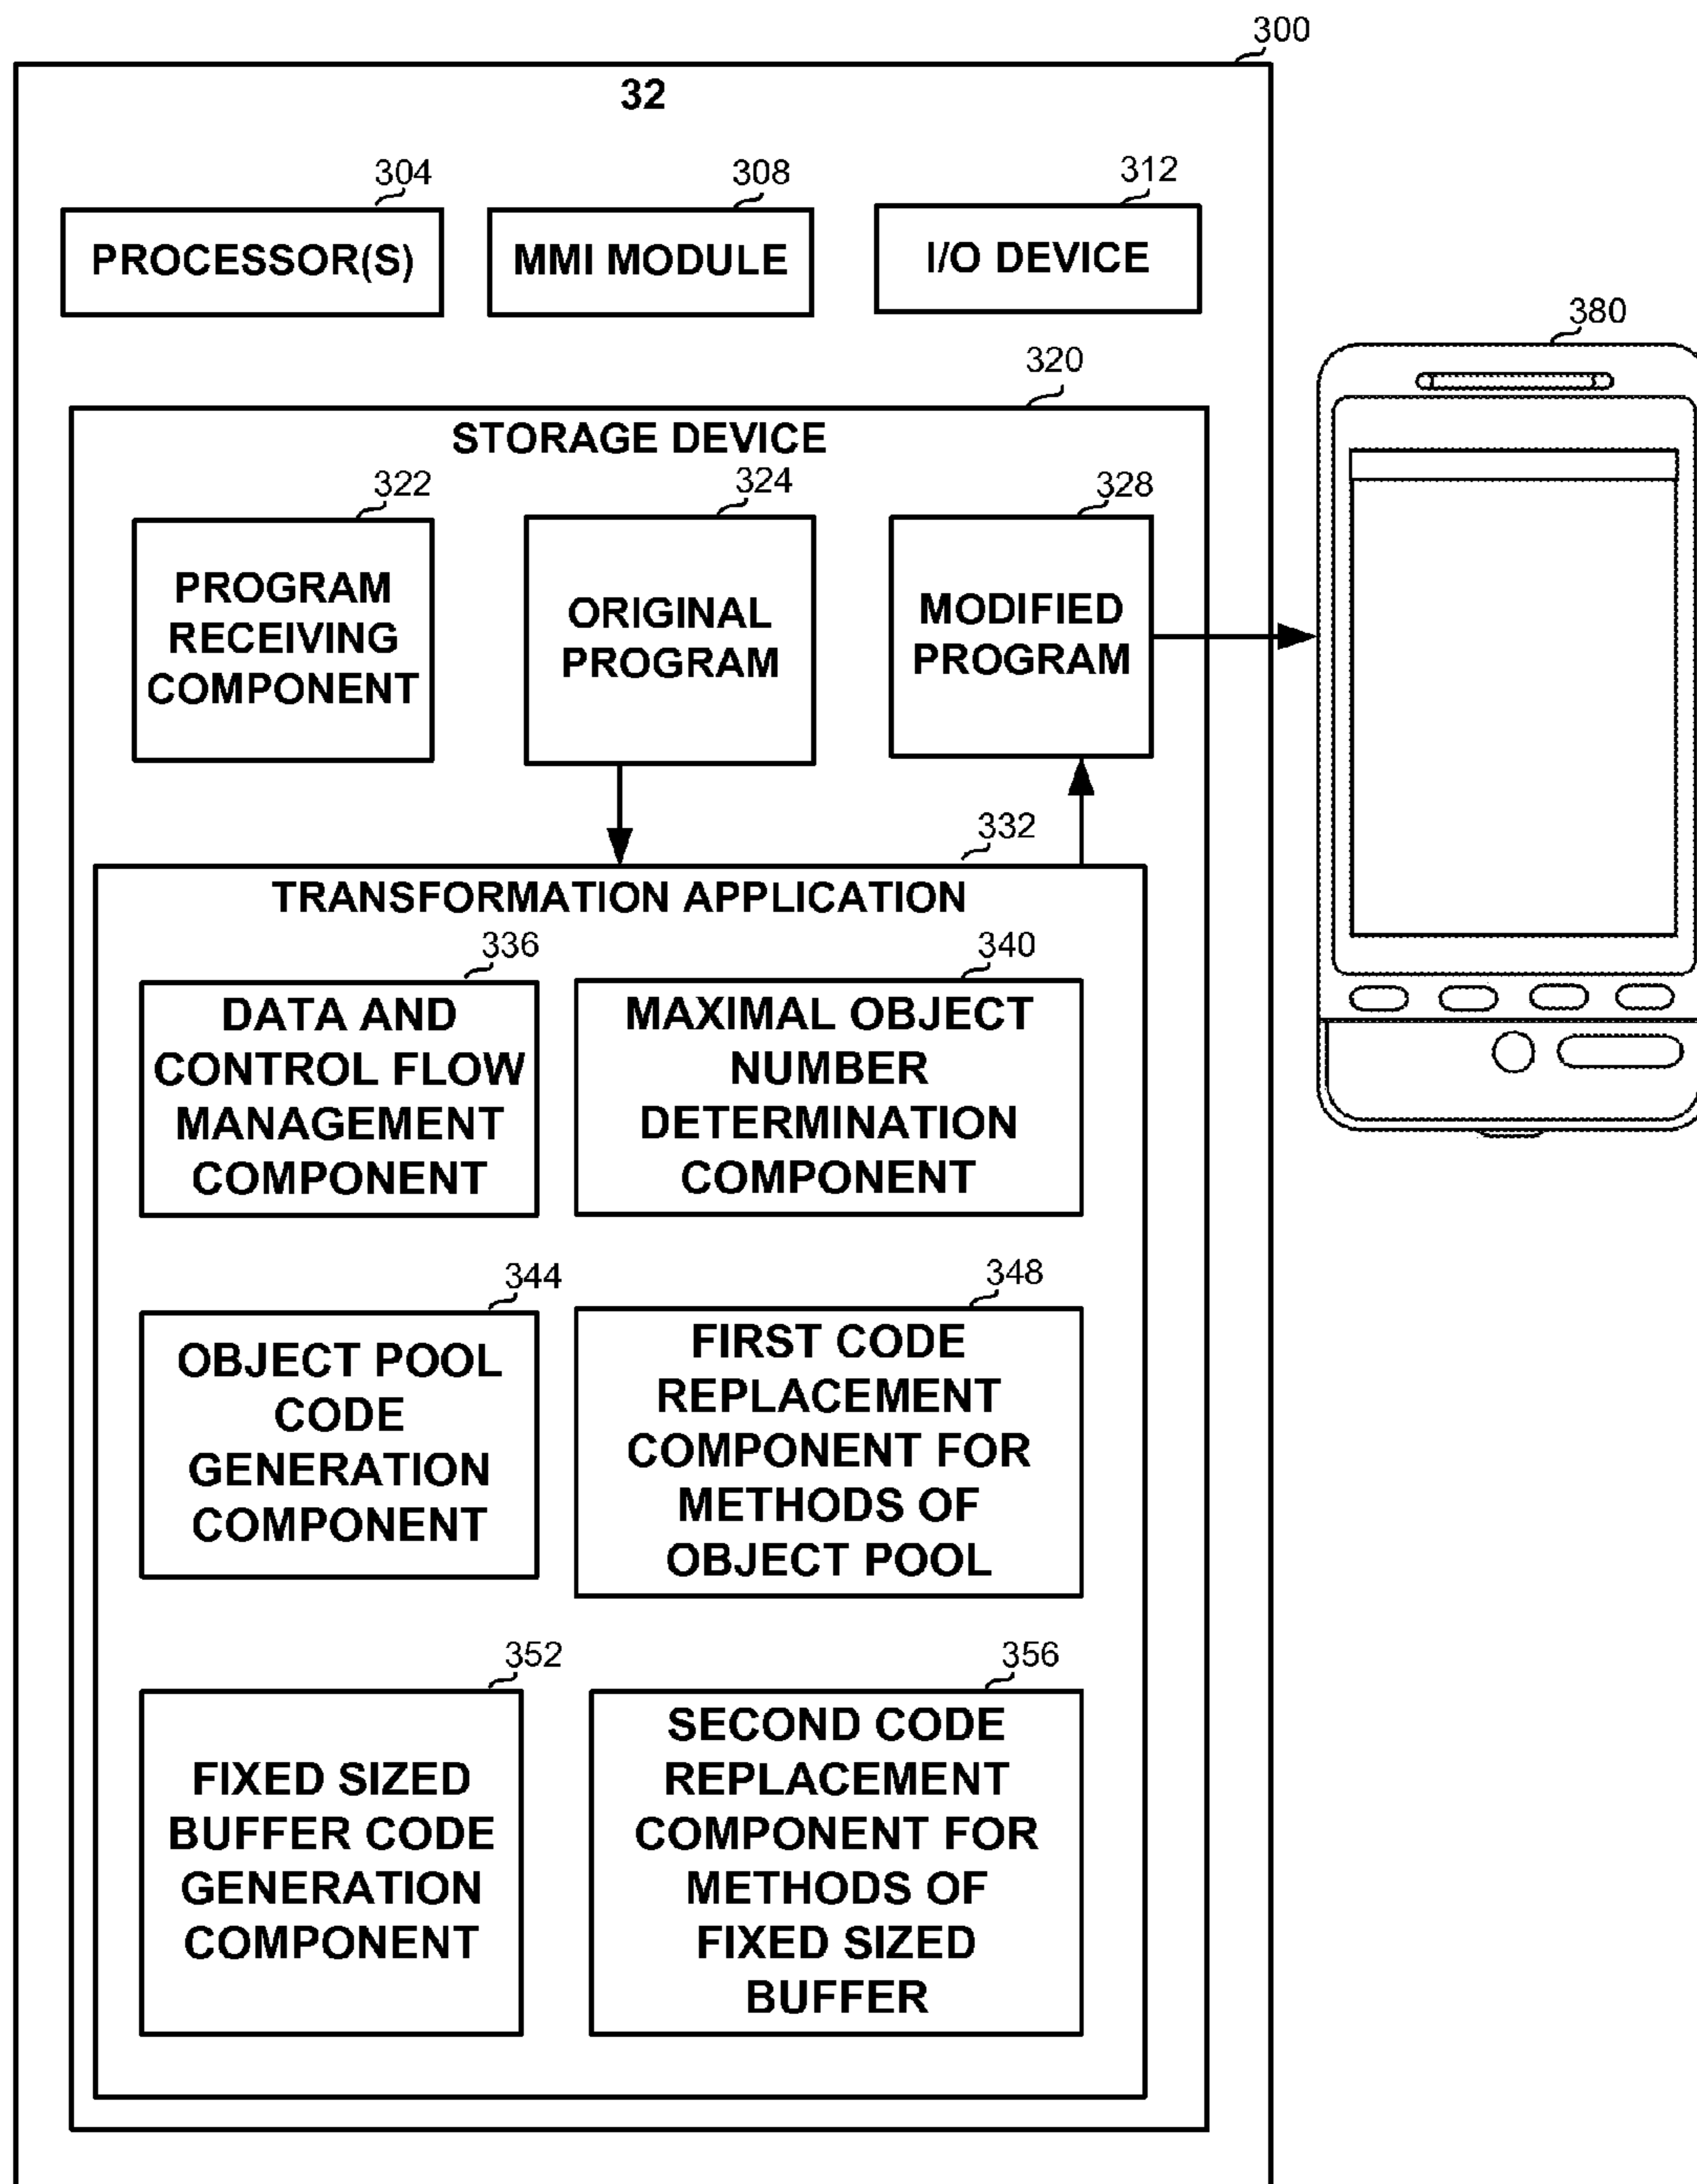 300
32
304
308
312
PROCESSOR(S)
MMI MODULE
I/O DEVICE
380
320
STORAGE DEVICE
322
324
328
PROGRAM
RECEIVING
COMPONENT
ORIGINAL
PROGRAM
MODIFIED
PROGRAM
332
TRANSFORMATION APPLICATION
336
340
DATA AND
CONTROL FLOW
MANAGEMENT
COMPONENT
MAXIMAL OBJECT
NUMBER
DETERMINATION
COMPONENT
344
348
OBJECT POOL
CODE
GENERATION
COMPONENT
FIRST CODE
REPLACEMENT
COMPONENT FOR
METHODS OF
OBJECT POOL
352
356
FIXED SIZED
BUFFER CODE
GENERATION
COMPONENT
SECOND CODE
REPLACEMENT
COMPONENT FOR
METHODS OF
FIXED SIZED
BUFFER